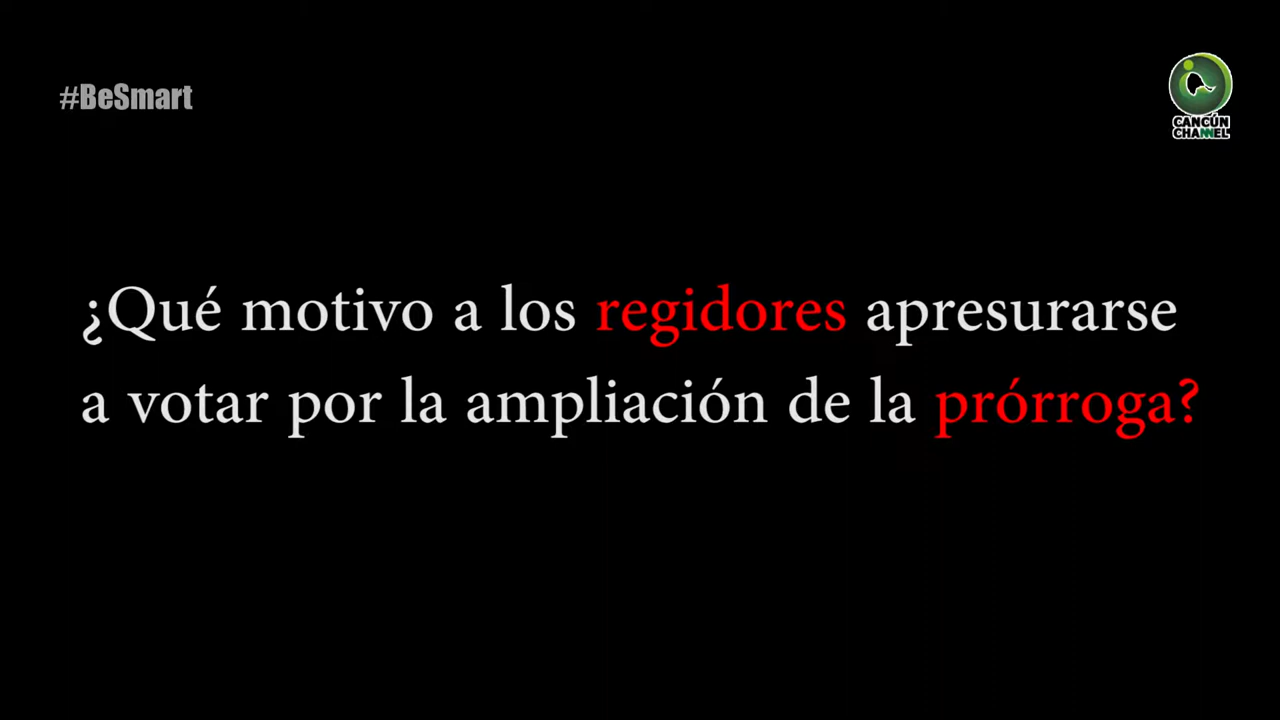 #BeSmart
CANCÚN
CHANNEL
¿Qué motivo a los regidores apresurarse
a votar por la ampliación de la prórroga?